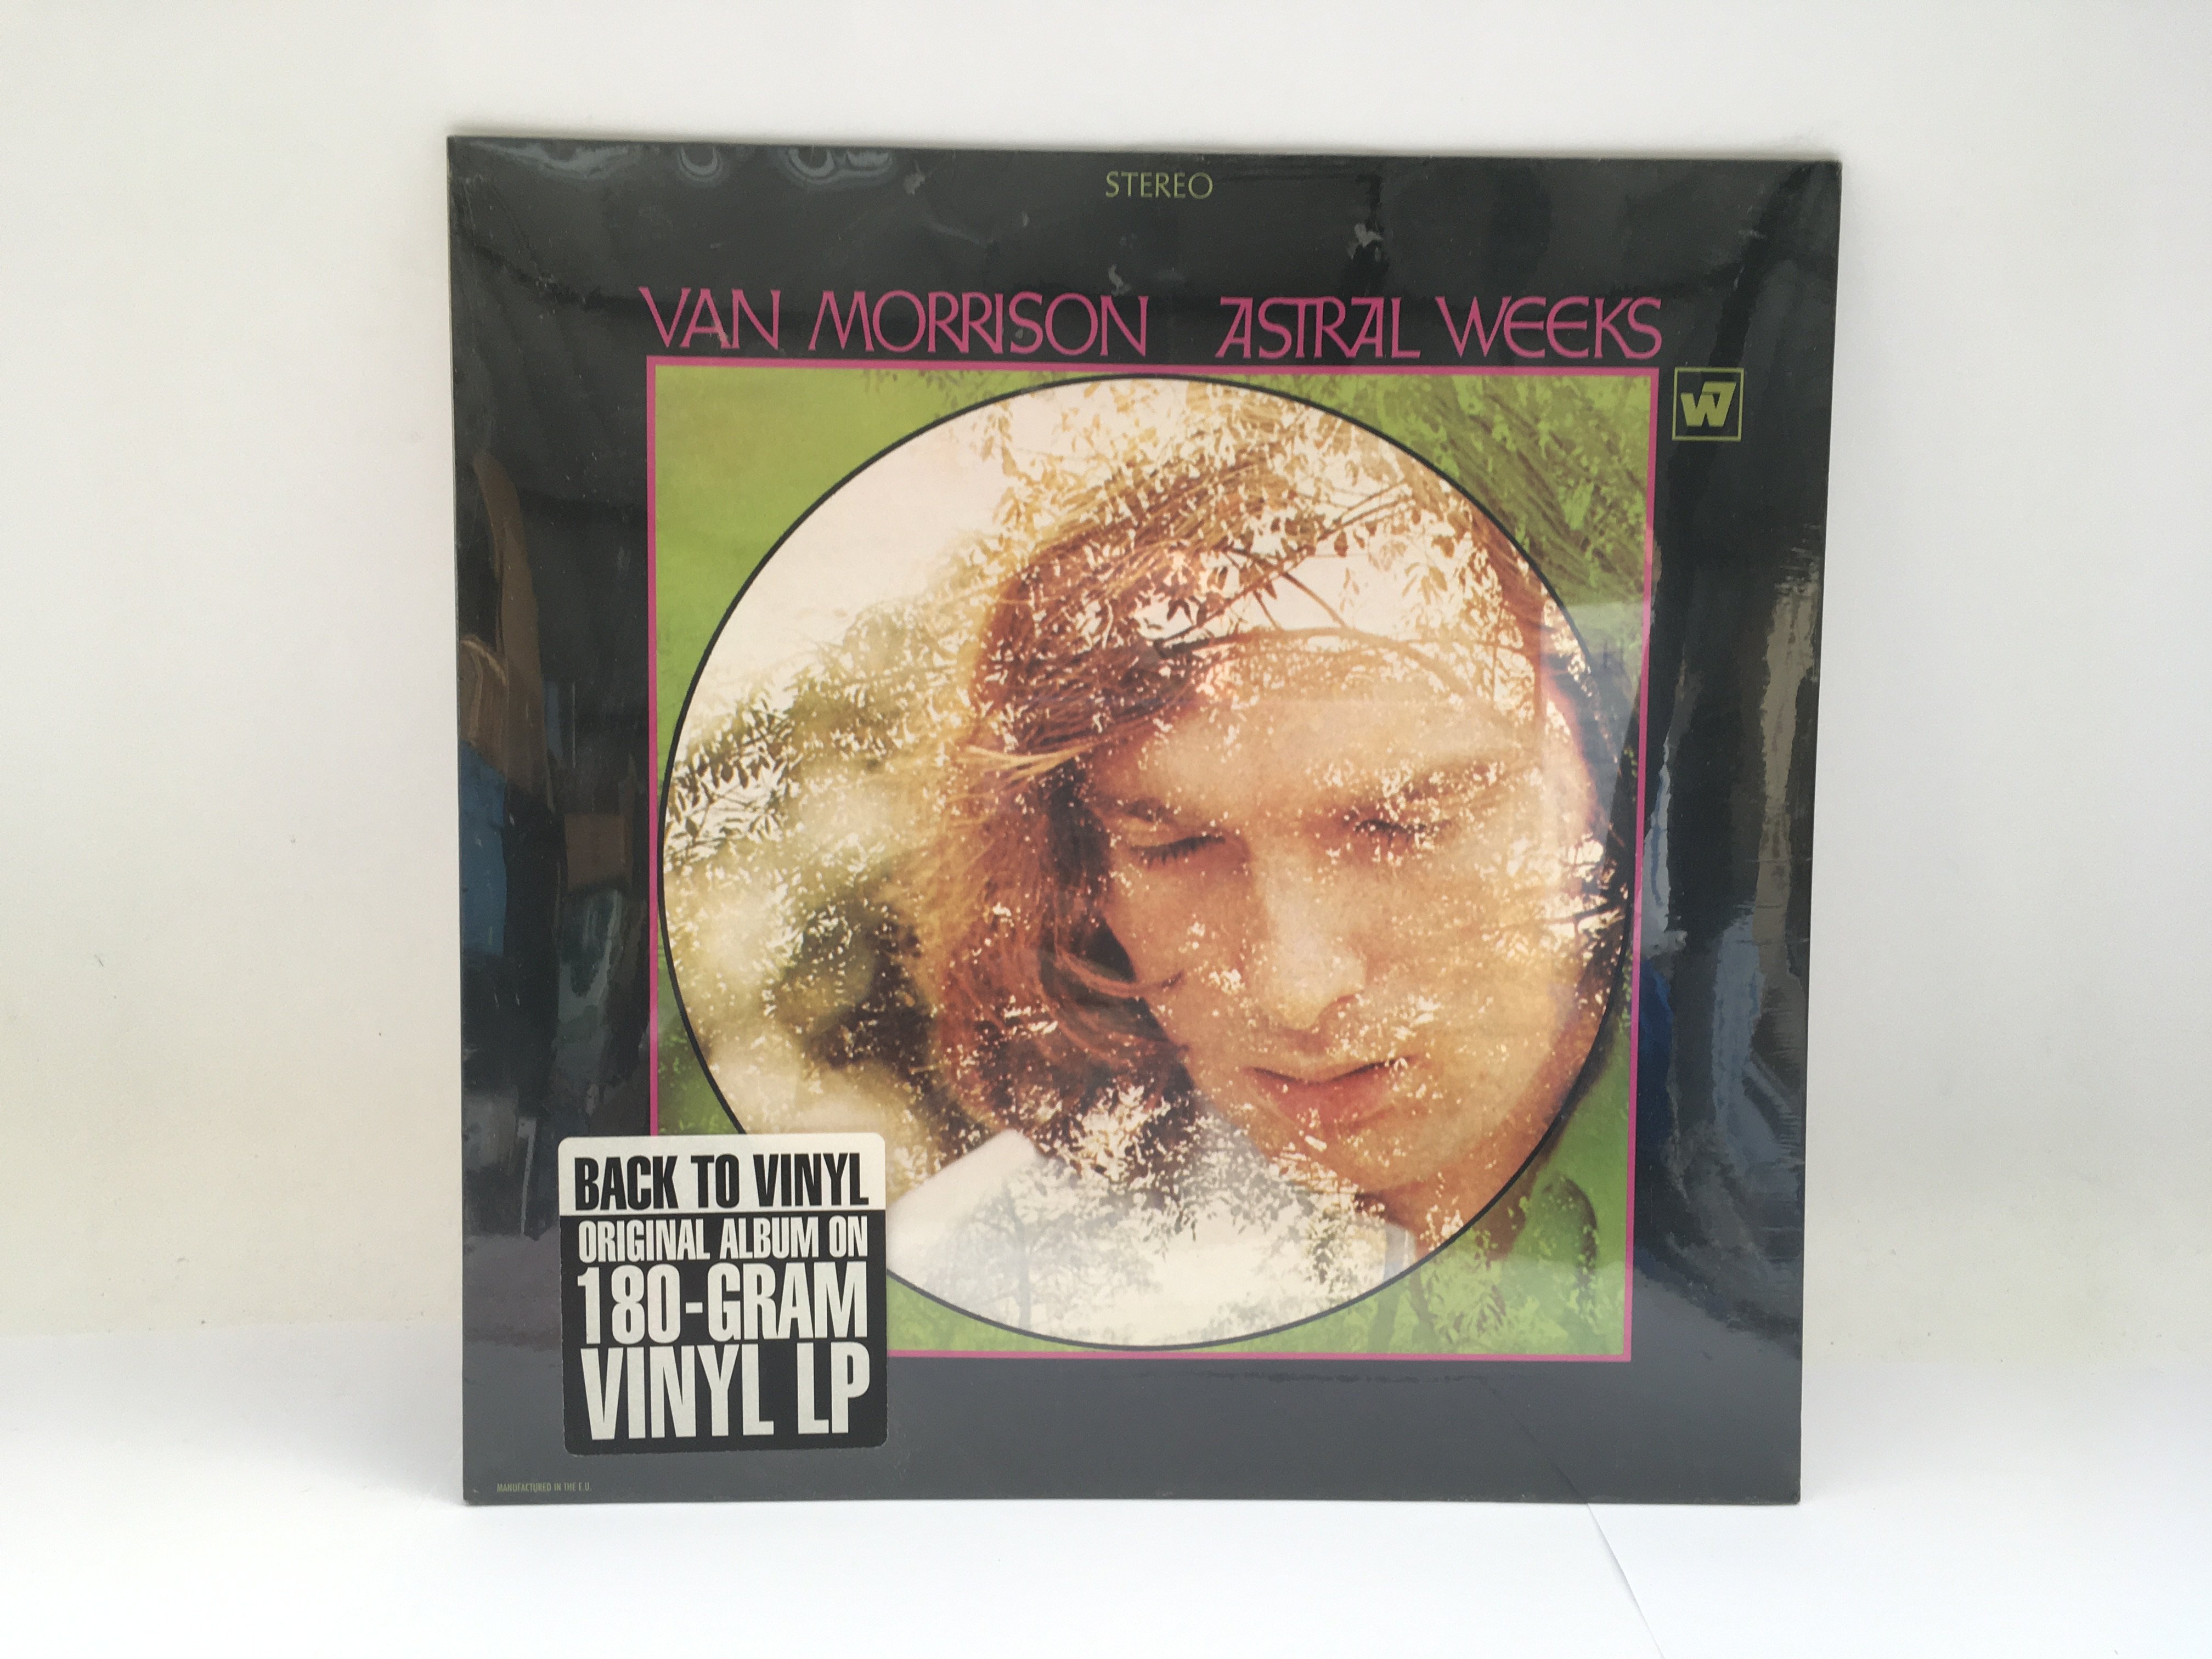 STEREO
VAN MORRISON ASTRAL WEEKS
W7
BACK TO VINYL
ORIGINAL ALBUM ON
180-GRAM
VINYL LP
MANUFACTURED IN THE E.U.